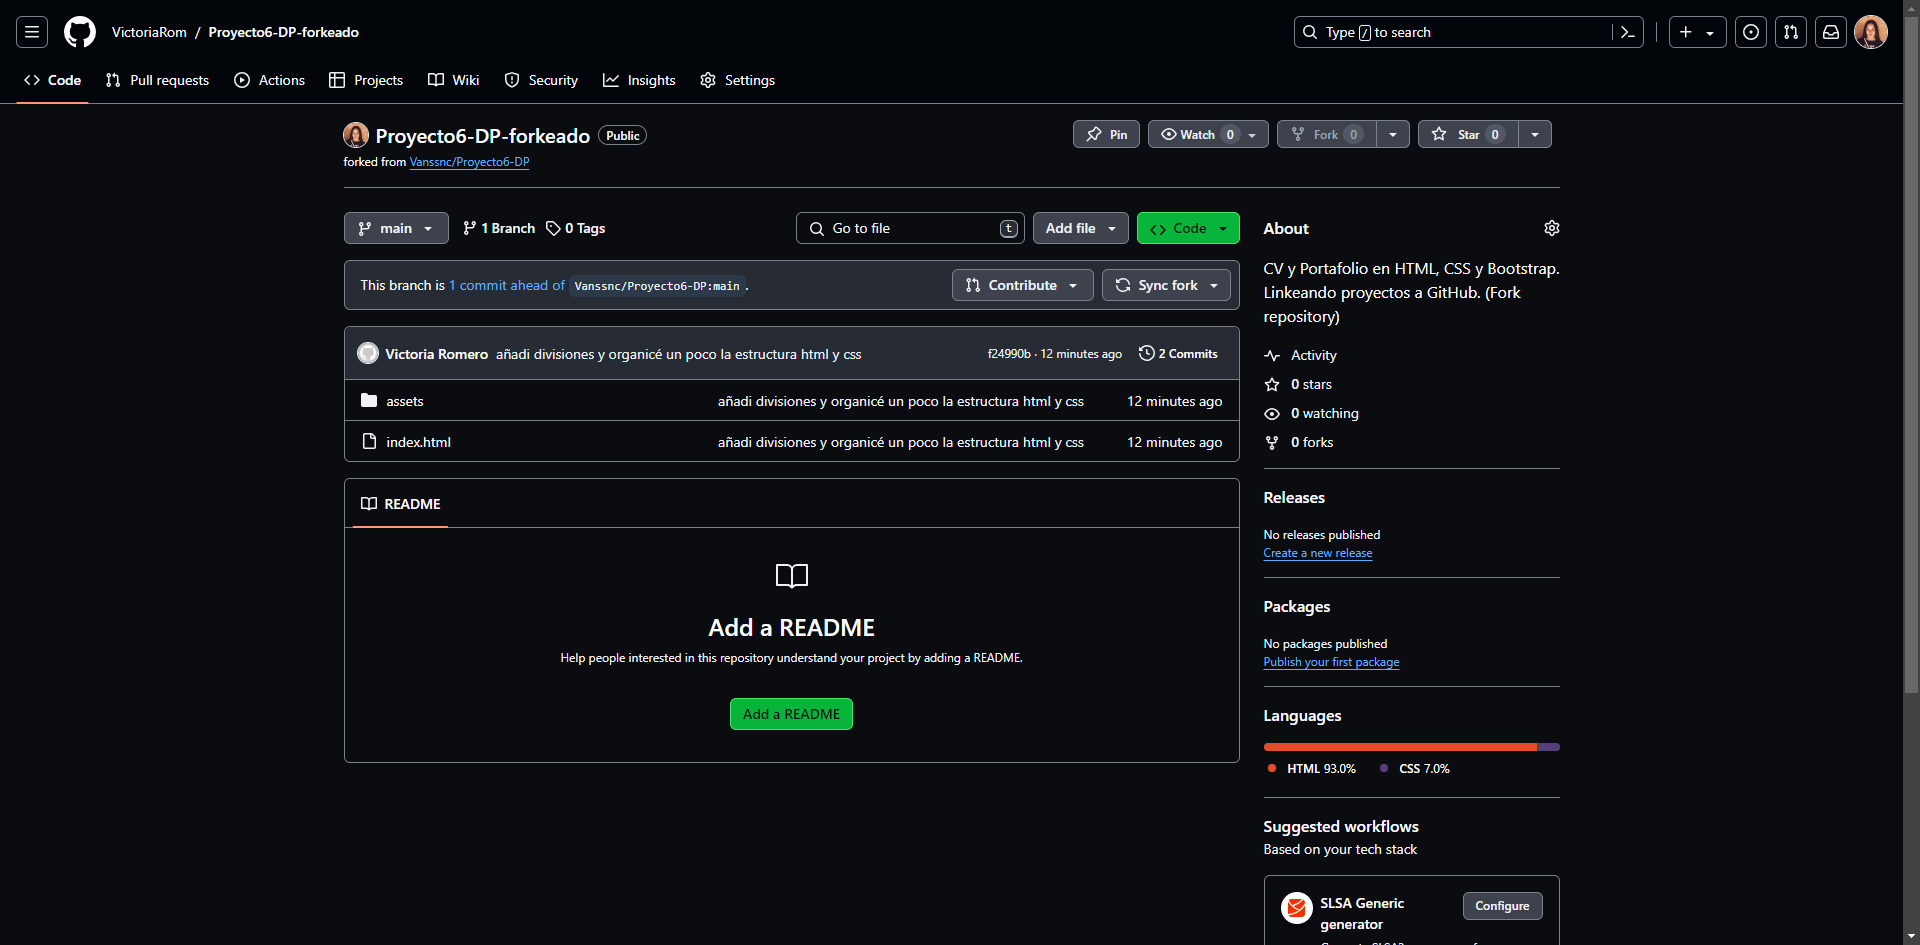 VictoriaRom / Proyecto6-DP-forkeado
Type / to search
Code Pull requests Actions Projects Wiki Security Insights Settings
Proyecto6-DP-forkeado Public
forked from Vanssnc/Proyecto6-DP
Pin Watch 0 Fork 0 Star 0
main 1 Branch 0 Tags
Go to file t Add file Code
This branch is 1 commit ahead of Vanssnc/Proyecto6-DP:main .
Contribute Sync fork
Victoria Romero añadi divisiones y organicé un poco la estructura html y css f24990b · 12 minutes ago 2 Commits
assets añadi divisiones y organicé un poco la estructura html y css 12 minutes ago
index.html añadi divisiones y organicé un poco la estructura html y css 12 minutes ago
README
Add a README
Help people interested in this repository understand your project by adding a README.
Add a README
About
CV y Portafolio en HTML, CSS y Bootstrap.
Linkeando proyectos a GitHub. (Fork
repository)
Activity
0 stars
0 watching
0 forks
Releases
No releases published
Create a new release
Packages
No packages published
Publish your first package
Languages
HTML 93.0% CSS 7.0%
Suggested workflows
Based on your tech stack
SLSA Generic
generator
Configure